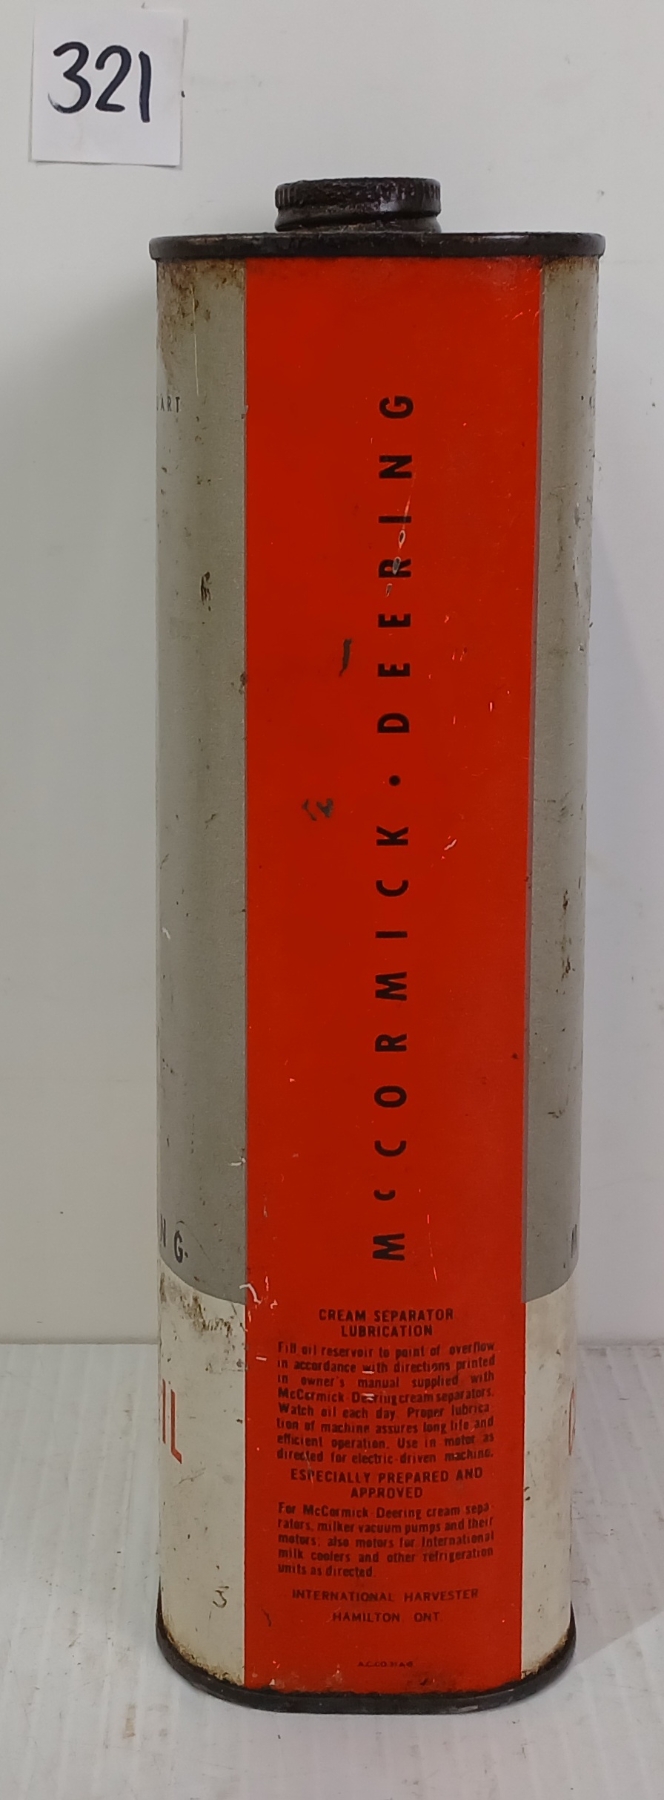 321
McCORMICK • DEERING
NG.
IL
CREAM SEPARATOR
LUBRICATION
Fill oil reservoir to point of overflow
in accordance with directions printed
in owner's manual supplied with
McCormick-Deering cream separators.
Watch oil each day. Proper lubrica-
tion of machine assures long life and
efficient operation. Use in motor as
directed for electric-driven machine.
ESPECIALLY PREPARED AND
APPROVED
For McCormick-Deering cream sepa-
rators, milker vacuum pumps and their
motors; also motors for International
milk coolers and other refrigeration
units as directed.
INTERNATIONAL HARVESTER
HAMILTON, ONT.